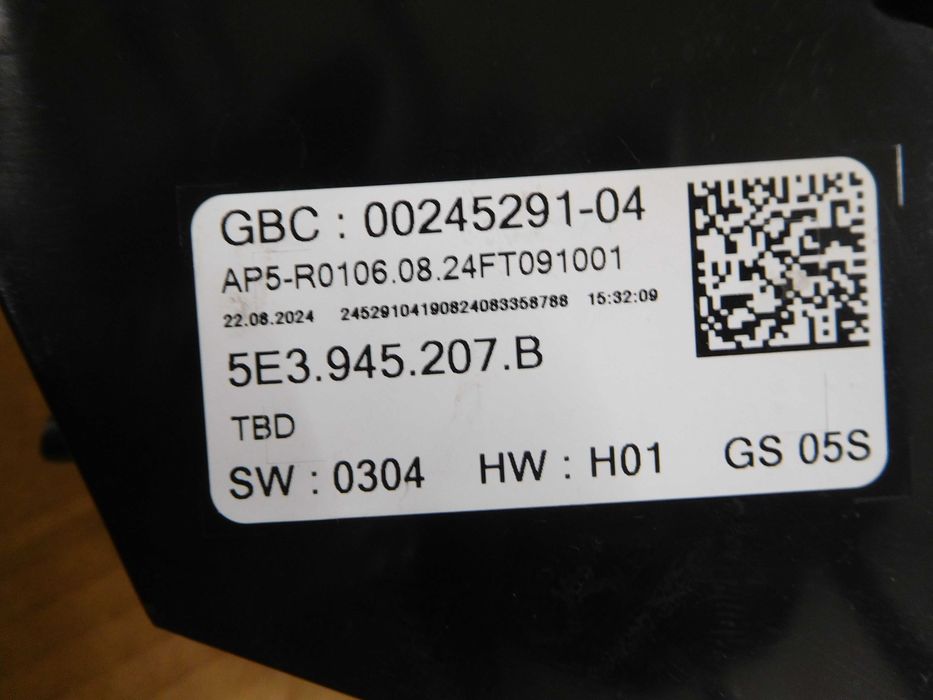 GBC : 00245291-04
AP5-R0106.08.24FT091001
22.08.2024 24529104190824083358788 15:32:09
5E3.945.207.B
TBD
SW : 0304 HW : H01 GS 05S